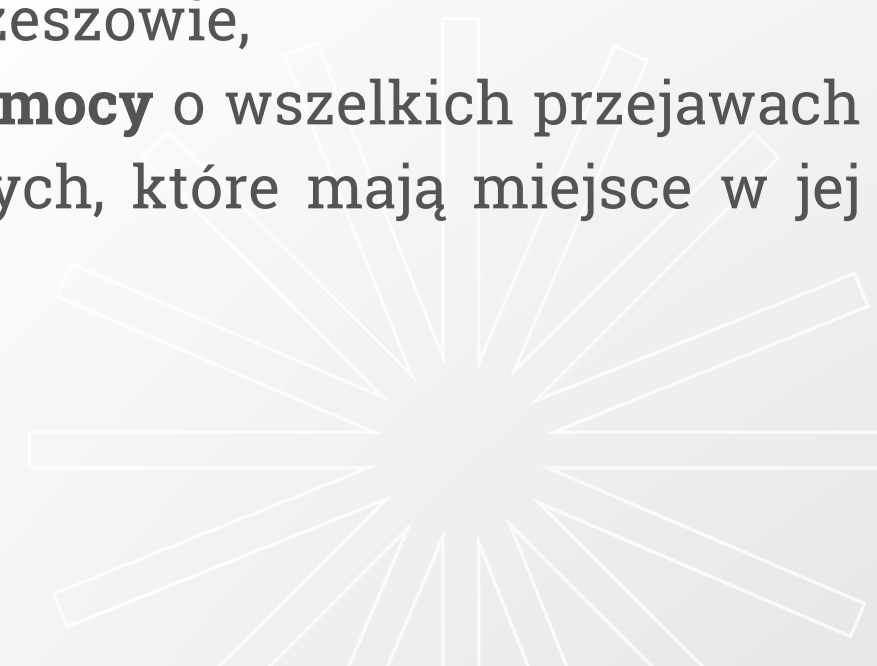 zeszowie,
mocy o wszelkich przejawach
ych, które mają miejsce w jej